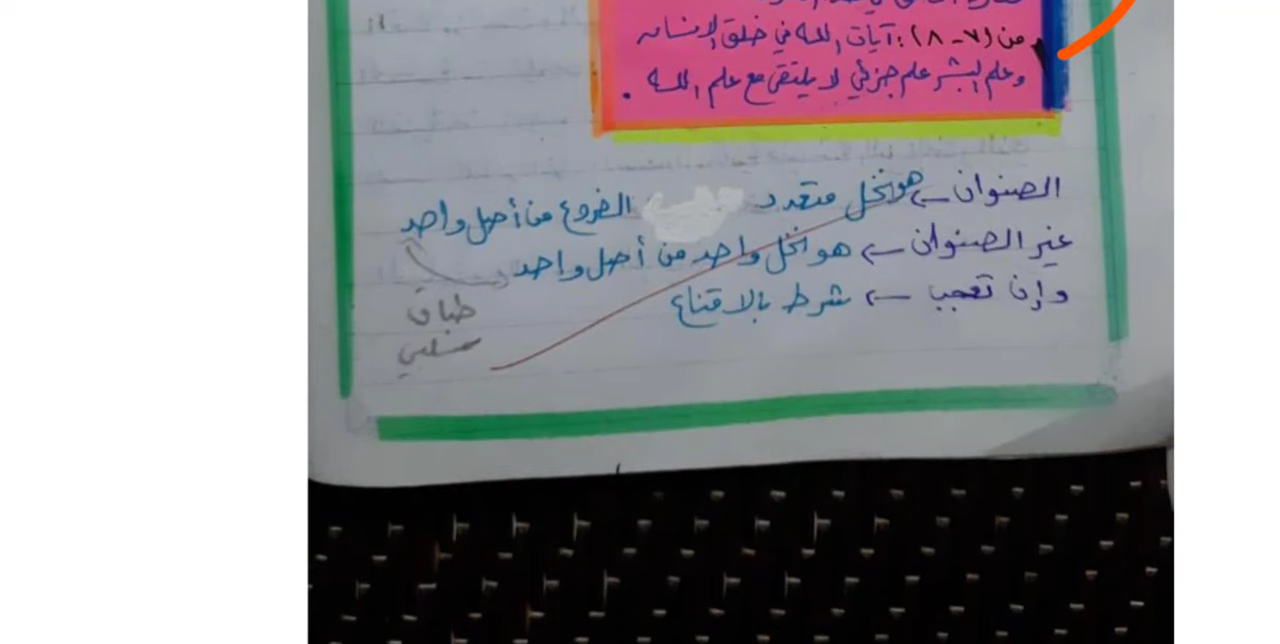 من (٧-٨): آيات الله في خلق الإنسان
وعلم البشر علم جزئي لا يلتقي مع علم الله.
الصنوان ← هو نخل متعدد الفروع من أصل واحد
غير الصنوان ← هو نخل واحد من أصل واحد
وإن تعجب ← شرط بالاقناع
طباق
سلبي